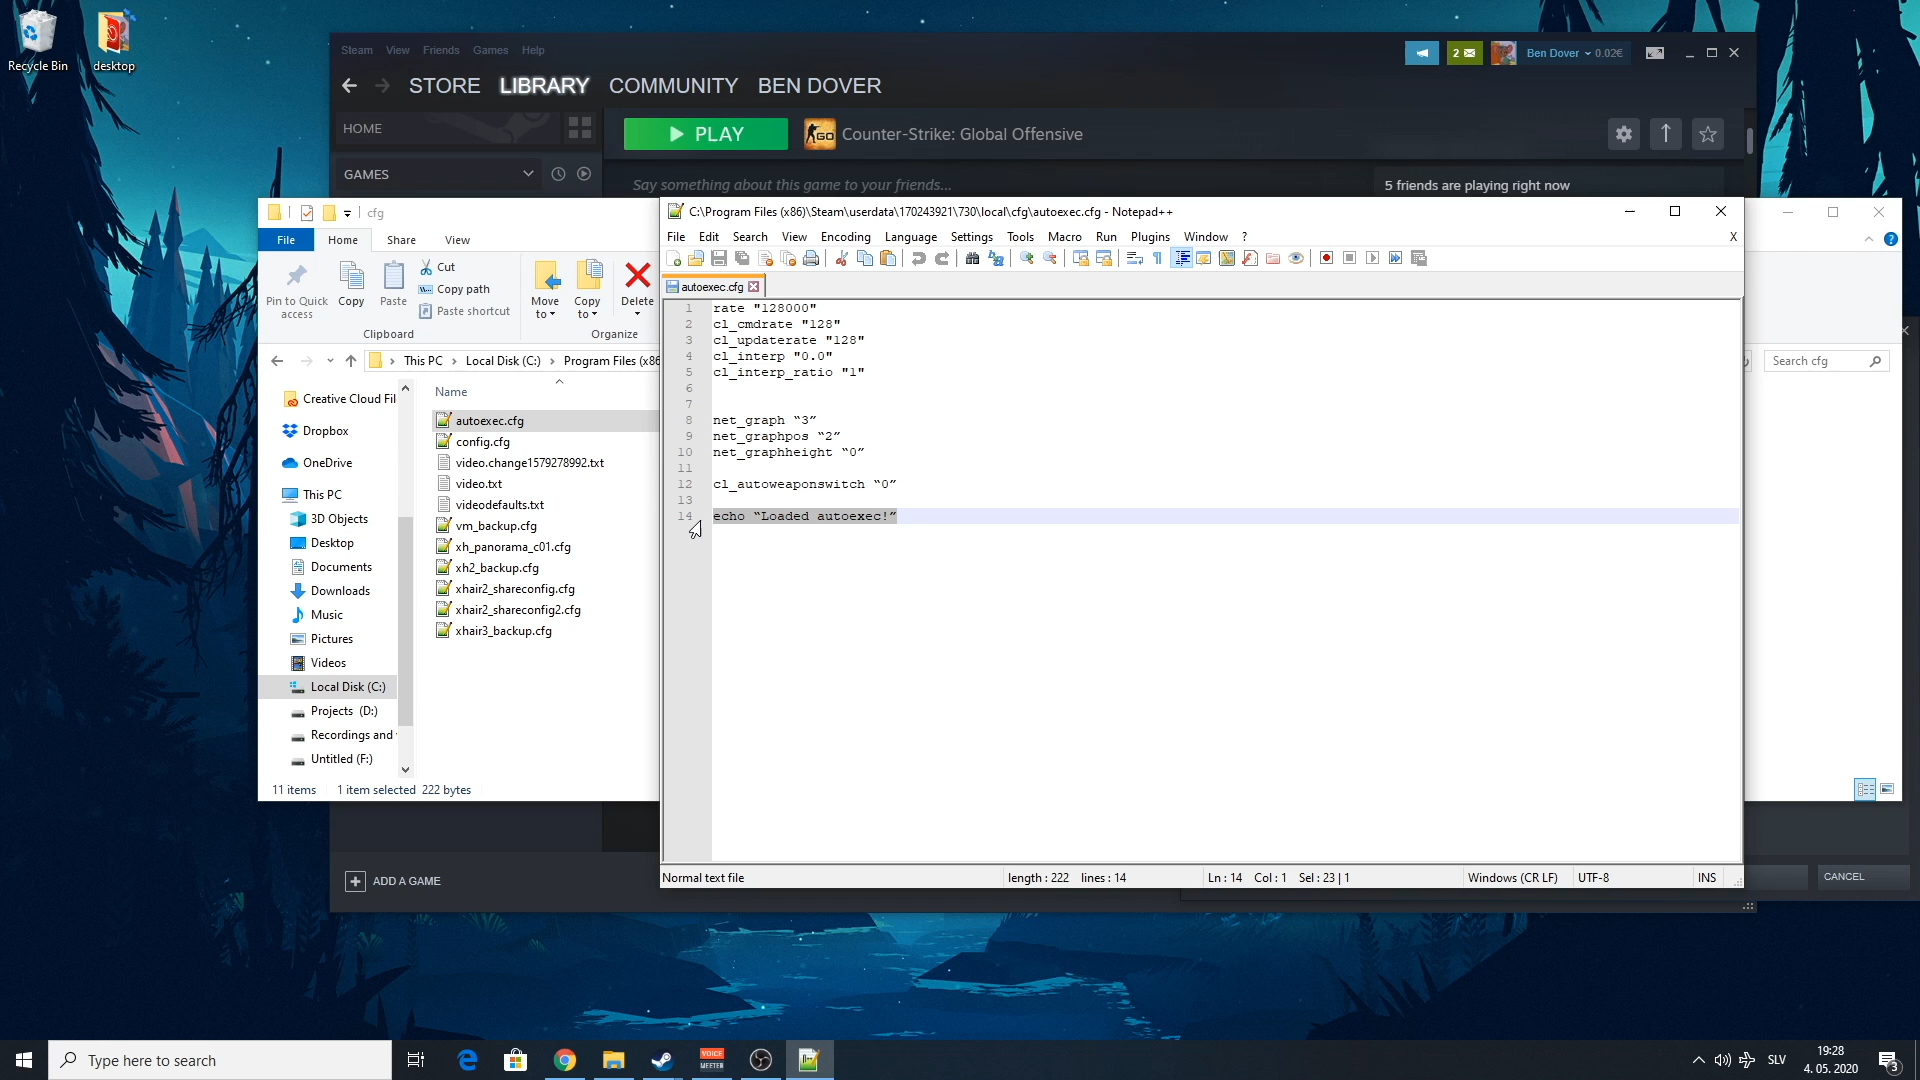 Recycle Bin
desktop
Steam View Friends Games Help
2
Ben Dover 0.02€
STORE LIBRARY COMMUNITY BEN DOVER
HOME
PLAY
GO
Counter-Strike: Global Offensive
GAMES
Say something about this game to your friends...
5 friends are playing right now
cfg
File Home Share View
Pin to Quick access
Copy
Paste
Cut
Copy path
Paste shortcut
Move to
Copy to
Delete
Clipboard
Organize
This PC > Local Disk (C:) > Program Files (x86
Search cfg
Name
Creative Cloud Fil
Dropbox
OneDrive
This PC
3D Objects
Desktop
Documents
Downloads
Music
Pictures
Videos
Local Disk (C:)
Projects (D:)
Recordings and
Untitled (F:)
autoexec.cfg
config.cfg
video.change1579278992.txt
video.txt
videodefaults.txt
vm_backup.cfg
xh_panorama_c01.cfg
xh2_backup.cfg
xhair2_shareconfig.cfg
xhair2_shareconfig2.cfg
xhair3_backup.cfg
11 items 1 item selected 222 bytes
C:\Program Files (x86)\Steam\userdata\170243921\730\local\cfg\autoexec.cfg - Notepad++
File Edit Search View Encoding Language Settings Tools Macro Run Plugins Window ? X
autoexec.cfg
1 rate "128000"
2 cl_cmdrate "128"
3 cl_updaterate "128"
4 cl_interp "0.0"
5 cl_interp_ratio "1"
6
7
8 net_graph “3”
9 net_graphpos “2”
10 net_graphheight “0”
11
12 cl_autoweaponswitch “0”
13
14 echo “Loaded autoexec!”
Normal text file length : 222 lines : 14 Ln : 14 Col : 1 Sel : 23 | 1 Windows (CR LF) UTF-8 INS
ADD A GAME
CANCEL
Type here to search
VOICE MEETER
SLV
19:28
4. 05. 2020
3